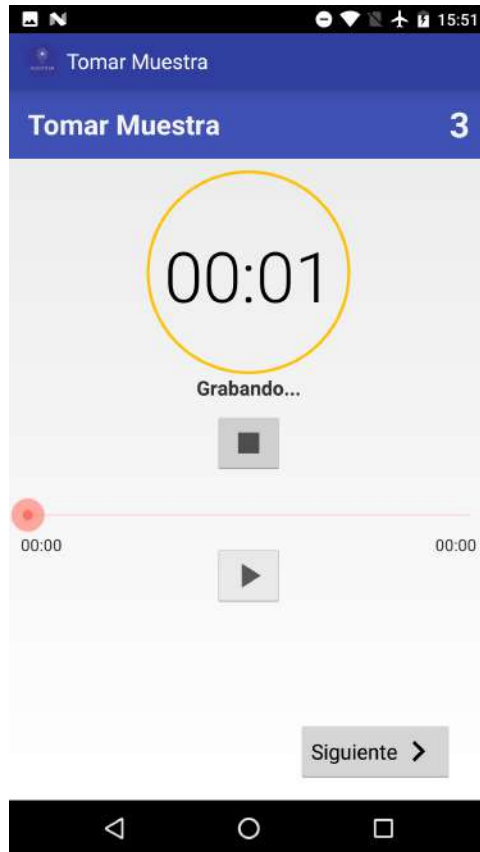 15:51
Tomar Muestra
Tomar Muestra 3
00:01
Grabando...
00:00 00:00
Siguiente